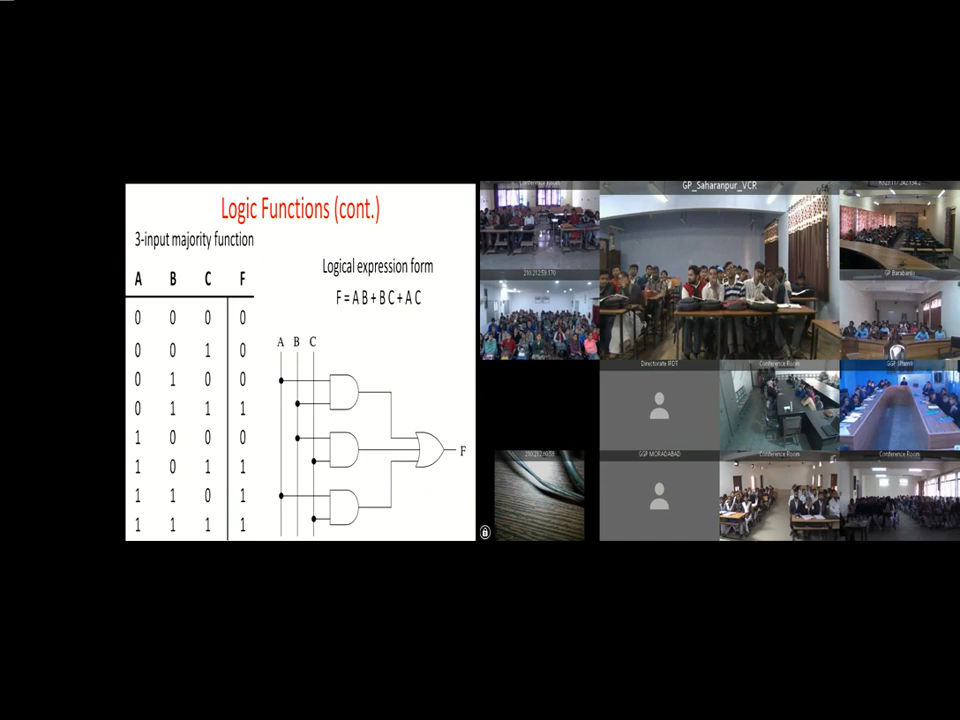 Logic Functions (cont.)
3-input majority function
A B C F
0 0 0 0
0 0 1 0
0 1 0 0
0 1 1 1
1 0 0 0
1 0 1 1
1 1 0 1
1 1 1 1
Logical expression form
F = A B + B C + A C
A B C
F
Conference Room
GP_Saharanpur_VCR
GP Barabanki
Conference Room
GGP MORADABAD
Conference Room
Conference Room